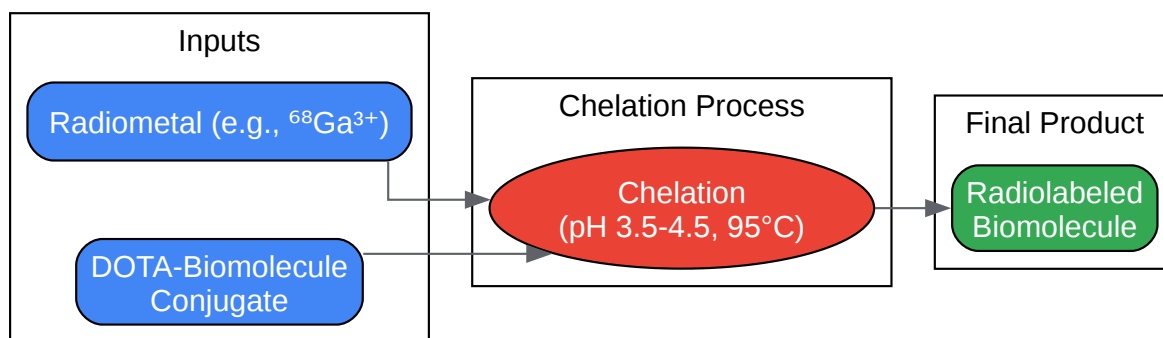 Inputs
Radiometal (e.g., ⁶⁸Ga³⁺)
DOTA-Biomolecule
Conjugate
Chelation Process
Chelation
(pH 3.5-4.5, 95°C)
Final Product
Radiolabeled
Biomolecule